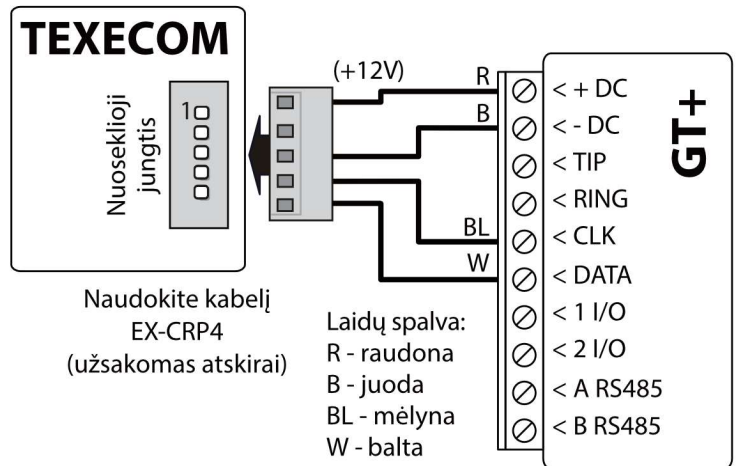 TEXECOM
Nuoseklioji
jungtis
1
(+12V)
R
B
BL
W
< + DC
< - DC
< TIP
< RING
< CLK
< DATA
< 1 I/O
< 2 I/O
< A RS485
< B RS485
GT+
Naudokite kabelį
EX-CRP4
(užsakomas atskirai)
Laidų spalva:
R - raudona
B - juoda
BL - mėlyna
W - balta